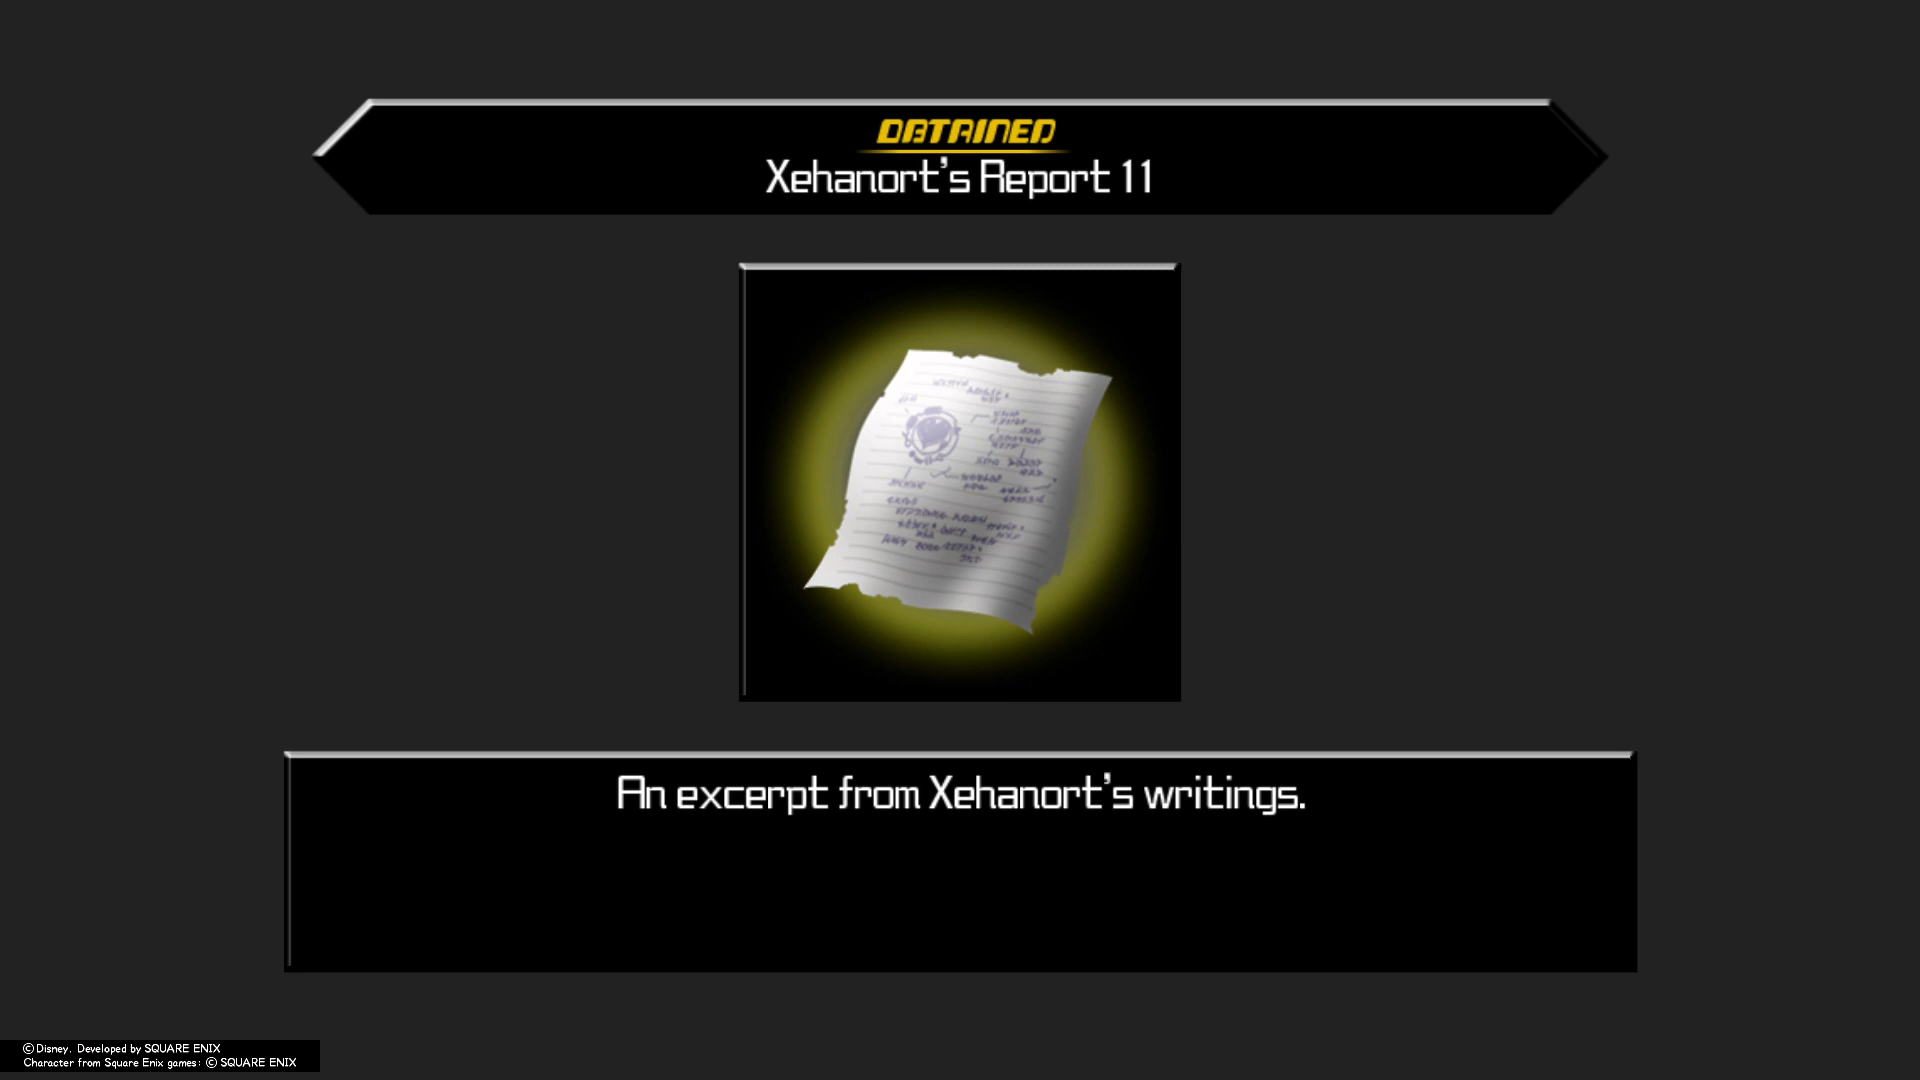 OBTAINED
Xehanort's Report 11
An excerpt from Xehanort's writings.
©Disney. Developed by SQUARE ENIX
Character from Square Enix games: © SQUARE ENIX